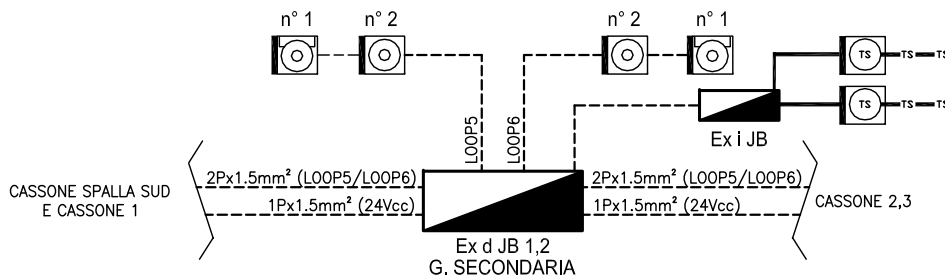 n° 1
n° 2
n° 2
n° 1
TS
TS
TS
TS
TS
TS
Ex i JB
LOOP5
LOOP6
CASSONE SPALLA SUD
E CASSONE 1
2Px1.5mm² (LOOP5/LOOP6)
1Px1.5mm² (24Vcc)
2Px1.5mm² (LOOP5/LOOP6)
1Px1.5mm² (24Vcc)
CASSONE 2,3
Ex d JB 1,2
G, SECONDARIA